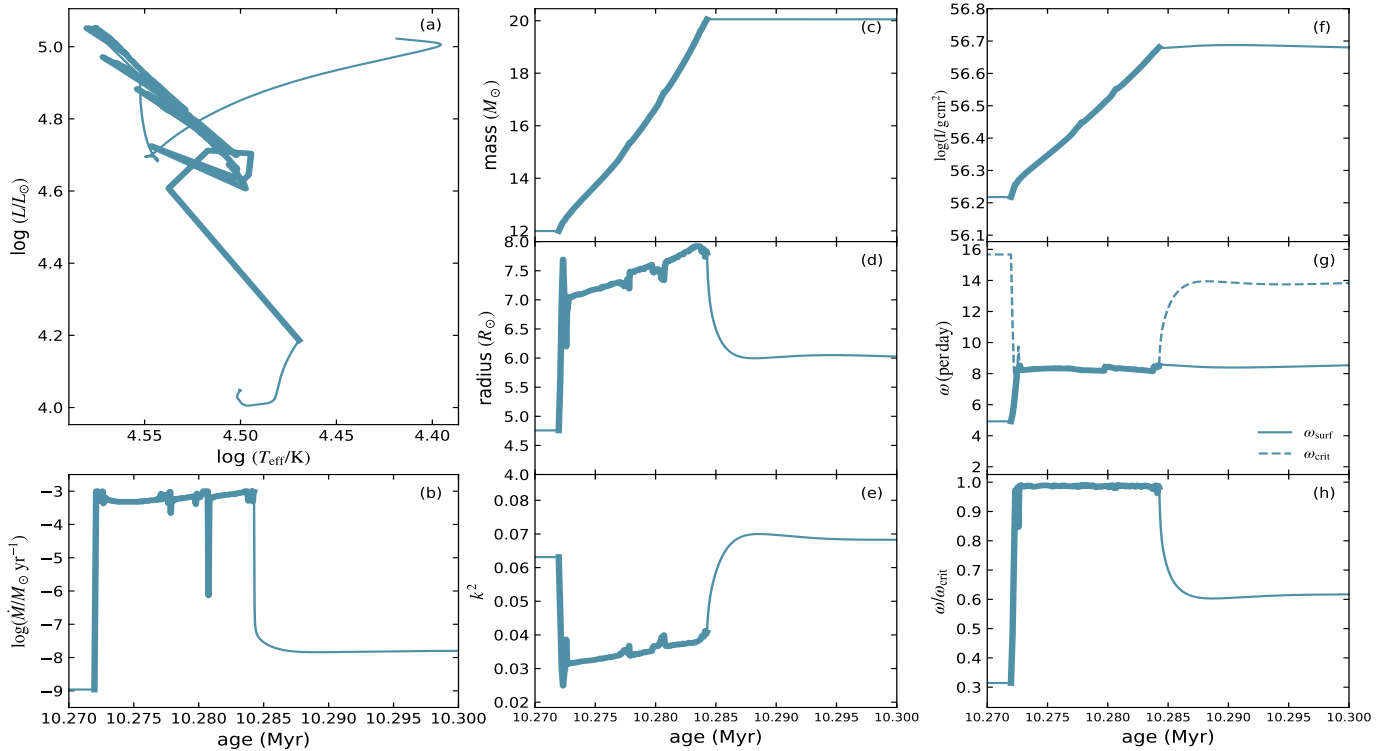 (a)
log (L/L⊙)
5.0
4.8
4.6
4.4
4.2
4.0
4.55 4.50 4.45 4.40
log (Teff/K)
(b)
log(Ṁ/M⊙ yr⁻¹)
−3
−4
−5
−6
−7
−8
−9
10.270 10.275 10.280 10.285 10.290 10.295 10.300
age (Myr)
(c)
mass (M⊙)
20
18
16
14
12
(d)
radius (R⊙)
8.0
7.5
7.0
6.5
6.0
5.5
5.0
4.5
4.0
(e)
k²
0.08
0.07
0.06
0.05
0.04
0.03
0.02
10.270 10.275 10.280 10.285 10.290 10.295 10.300
age (Myr)
(f)
log(I/g cm²)
56.8
56.7
56.6
56.5
56.4
56.3
56.2
56.1
(g)
ω (per day)
16
14
12
10
8
6
4
2
ωsurf
ωcrit
(h)
ω/ωcrit
1.0
0.9
0.8
0.7
0.6
0.5
0.4
0.3
10.270 10.275 10.280 10.285 10.290 10.295 10.300
age (Myr)